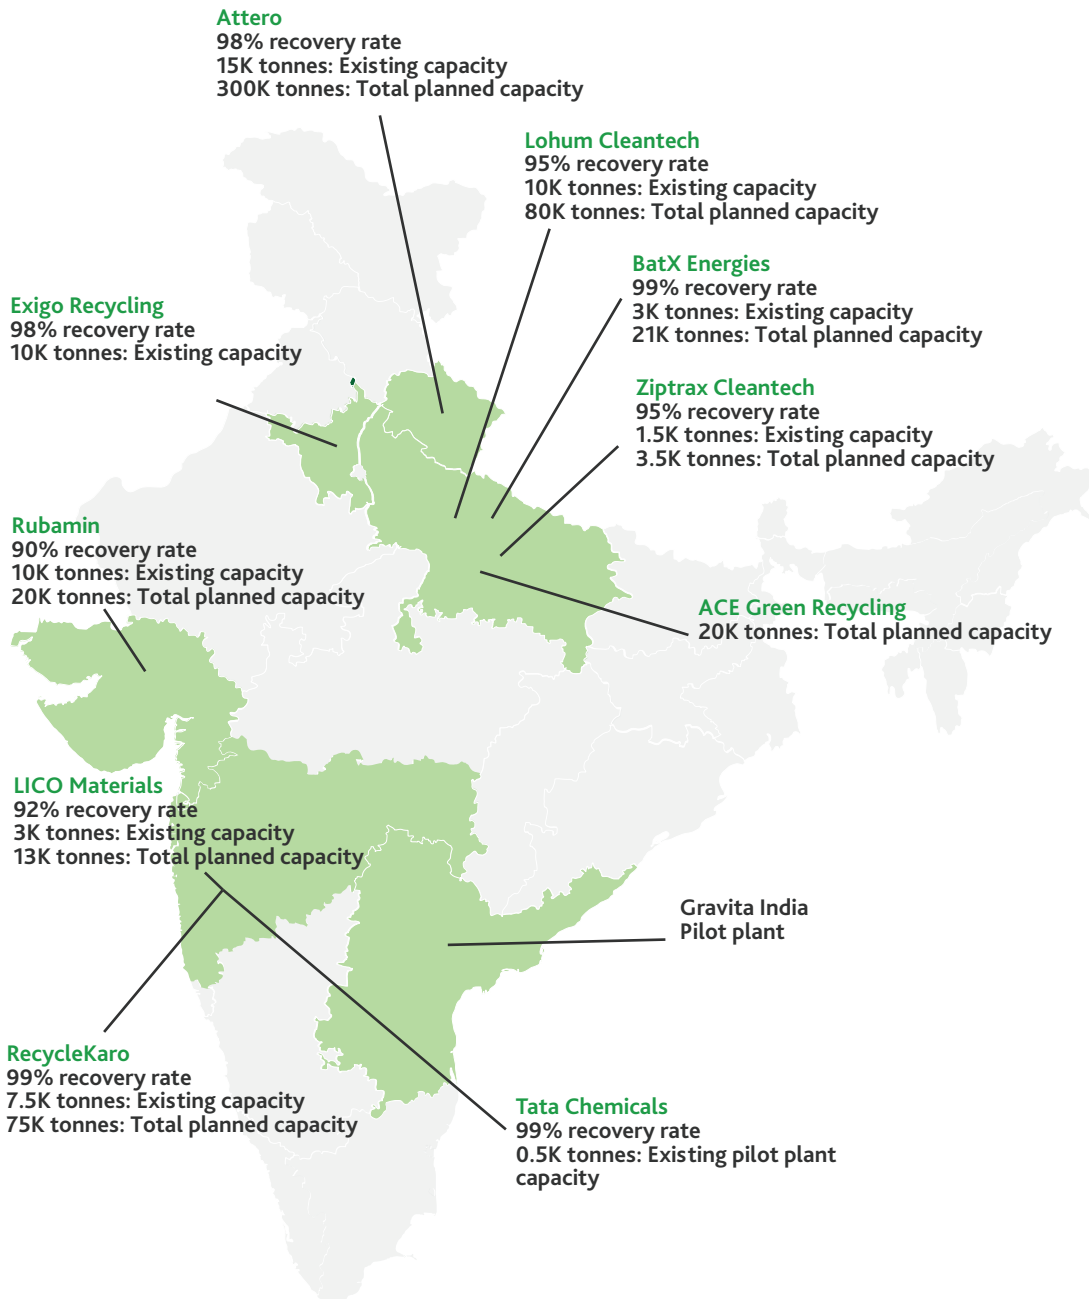 Attero
98% recovery rate
15K tonnes: Existing capacity
300K tonnes: Total planned capacity
Lohum Cleantech
95% recovery rate
10K tonnes: Existing capacity
80K tonnes: Total planned capacity
BatX Energies
99% recovery rate
3K tonnes: Existing capacity
21K tonnes: Total planned capacity
Exigo Recycling
98% recovery rate
10K tonnes: Existing capacity
Ziptrax Cleantech
95% recovery rate
1.5K tonnes: Existing capacity
3.5K tonnes: Total planned capacity
Rubamin
90% recovery rate
10K tonnes: Existing capacity
20K tonnes: Total planned capacity
ACE Green Recycling
20K tonnes: Total planned capacity
LICO Materials
92% recovery rate
3K tonnes: Existing capacity
13K tonnes: Total planned capacity
Gravita India
Pilot plant
RecycleKaro
99% recovery rate
7.5K tonnes: Existing capacity
75K tonnes: Total planned capacity
Tata Chemicals
99% recovery rate
0.5K tonnes: Existing pilot plant
capacity